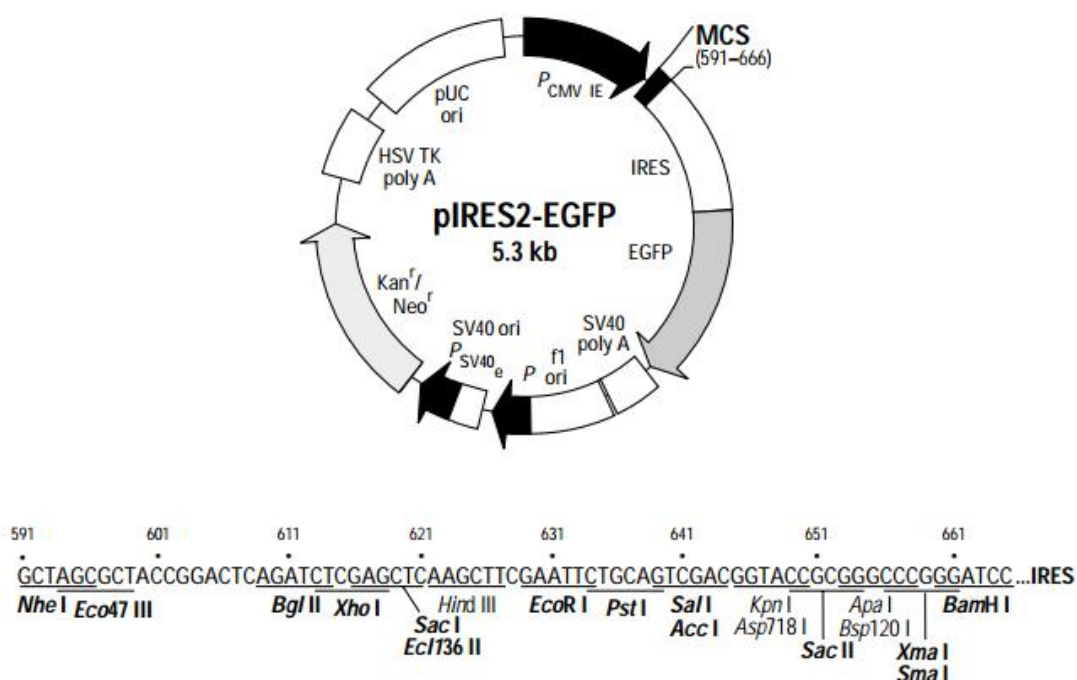 MCS
(591–666)
P CMV IE
pUC
ori
HSV TK
poly A
IRES
pIRES2-EGFP
5.3 kb
EGFP
Kanʳ/
Neoʳ
SV40 ori
P SV40 e
SV40
poly A
f1
ori
P
591 601 611 621 631 641 651 661
GCTAGCGCTACCGGACTCAGATCTCGAGCTCAAGCTTCGAATTCTGCAGTCGACGGTACCGCGGGCCCGGGATCC...IRES
Nhe I Eco47 III Bgl II Xho I Hind III EcoR I Pst I Sal I Kpn I Apa I BamH I
Sac I Acc I Asp718 I Bsp120 I
Ecl136 II Sac II Xma I
Sma I